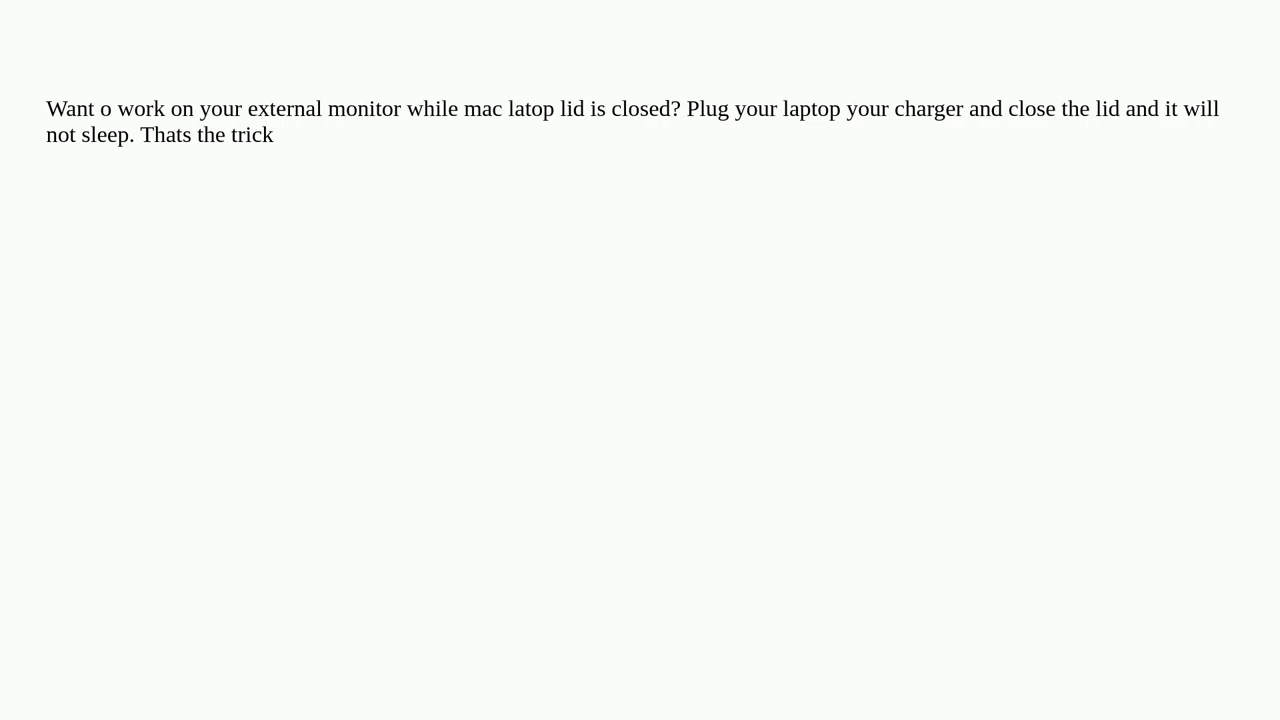 Want o work on your external monitor while mac latop lid is closed? Plug your laptop your charger and close the lid and it will
not sleep. Thats the trick